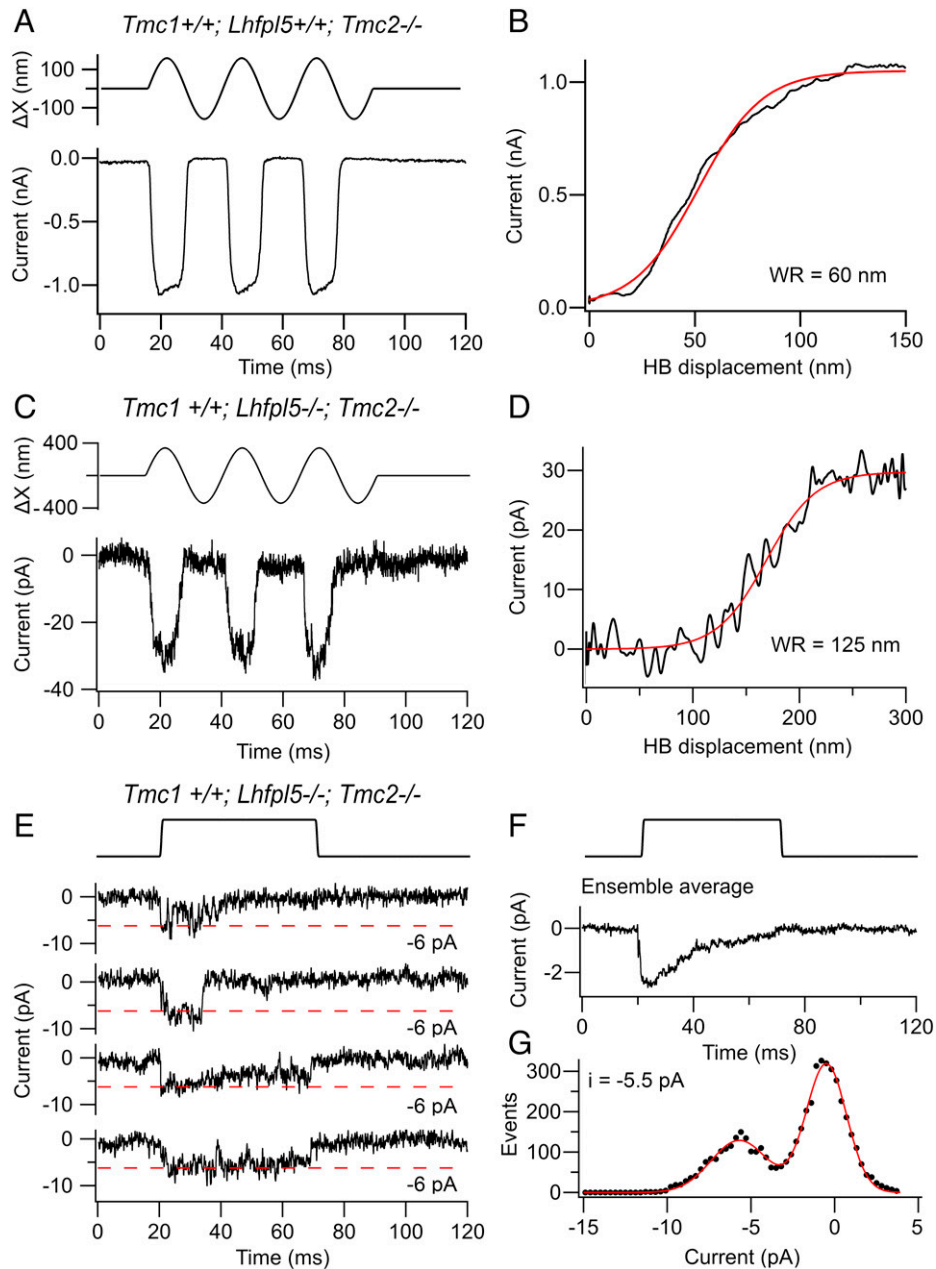 A
Tmc1+/+; Lhfpl5+/+; Tmc2-/-
ΔX (nm)
100
-100
Current (nA)
0.0
-0.5
-1.0
0 20 40 60 80 100 120
Time (ms)
B
Current (nA)
1.0
0.5
0.0
WR = 60 nm
0 50 100 150
HB displacement (nm)
C
Tmc1 +/+; Lhfpl5-/-; Tmc2-/-
ΔX (nm)
400
-400
Current (pA)
0
-20
-40
0 20 40 60 80 100 120
Time (ms)
D
Current (pA)
30
20
10
0
WR = 125 nm
0 100 200 300
HB displacement (nm)
E
Tmc1 +/+; Lhfpl5-/-; Tmc2-/-
Current (pA)
0
-10
-6 pA
0
-10
-6 pA
0
-10
-6 pA
0
-10
-6 pA
0 20 40 60 80 100 120
Time (ms)
F
Ensemble average
Current (pA)
0
-2
0 40 80 120
Time (ms)
G
Events
300
200
100
0
i = -5.5 pA
-15 -10 -5 0 5
Current (pA)